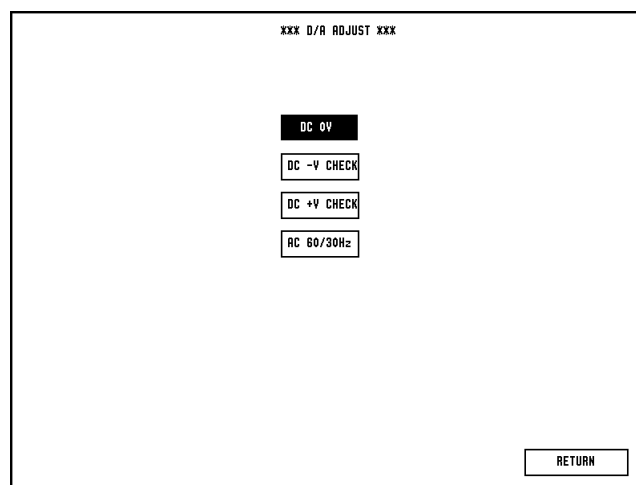 *** D/A ADJUST ***
DC 0V
DC -V CHECK
DC +V CHECK
AC 60/30Hz
RETURN